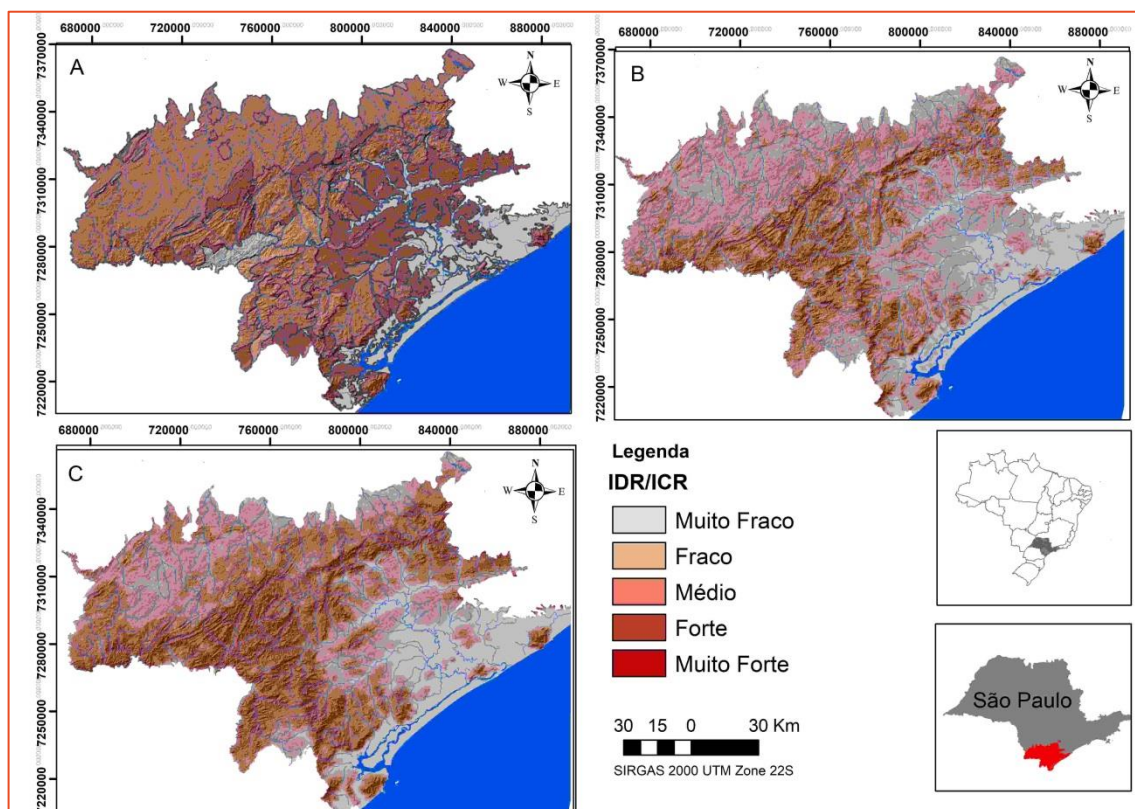 680000 720000 760000 800000 840000 880000
7370000
7340000
7310000
7280000
7250000
7220000
A
N
W E
S
680000 720000 760000 800000 840000 880000
7370000
7340000
7310000
7280000
7250000
7220000
B
N
W E
S
680000 720000 760000 800000 840000 880000
7340000
7310000
7280000
7250000
7220000
C
N
W E
S
Legenda
IDR/ICR
Muito Fraco
Fraco
Médio
Forte
Muito Forte
30 15 0 30 Km
SIRGAS 2000 UTM Zone 22S
São Paulo